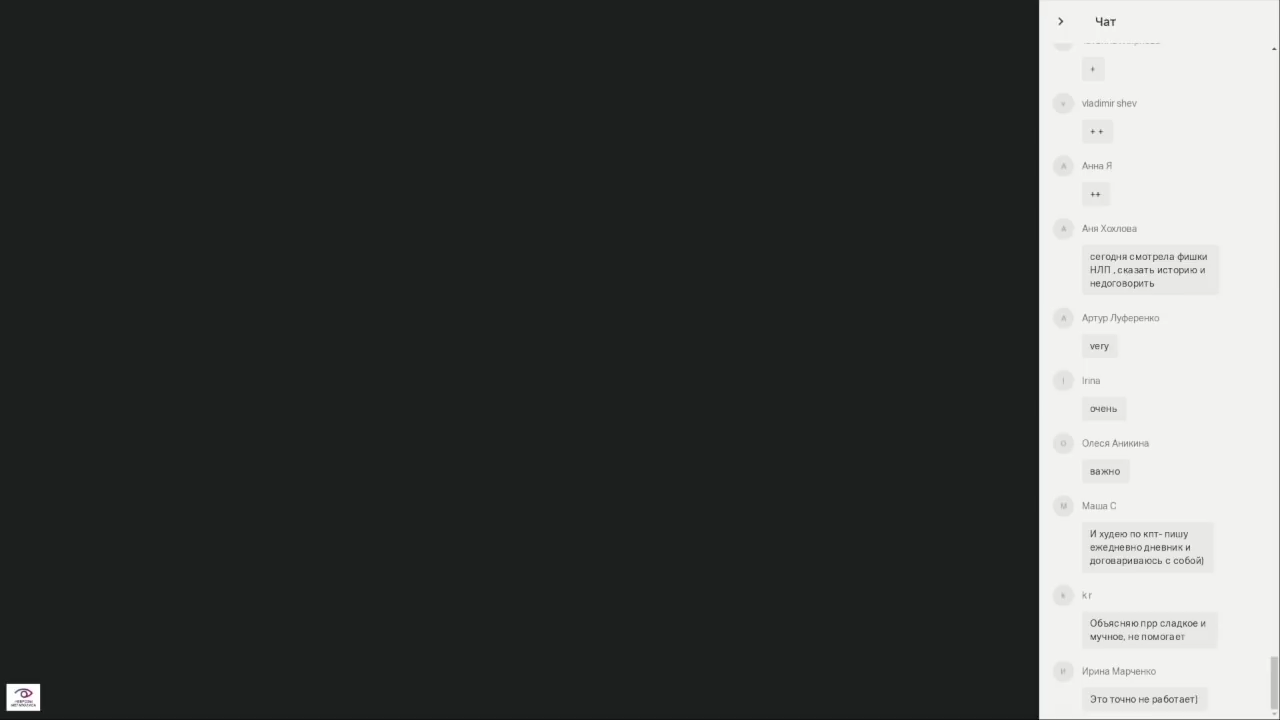 Чат
+
vladimir shev
+ +
Анна Я
++
Аня Хохлова
сегодня смотрела фишки
НЛП , сказать историю и
недоговорить
Артур Луференко
very
Irina
очень
Олеся Аникина
важно
Маша С
И худею по кпт- пишу
ежедневно дневник и
договариваюсь с собой)
k r
Объясняю прр сладкое и
мучное, не помогает
Ирина Марченко
Это точно не работает)